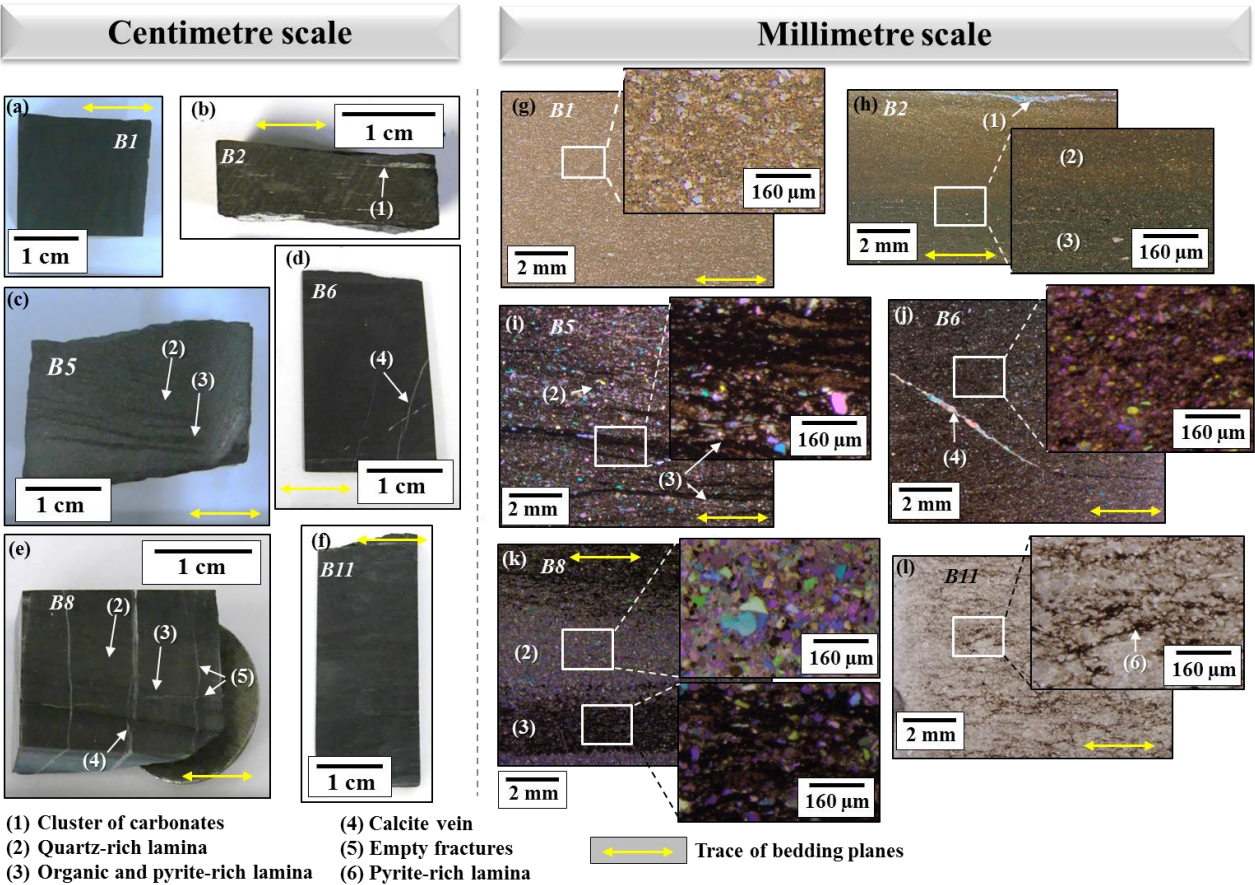 Centimetre scale
Millimetre scale
(a)
B1
1 cm
(b)
1 cm
B2
(1)
(c)
B5
(2)
(3)
1 cm
(d)
B6
(4)
1 cm
(e)
1 cm
B8
(2)
(3)
(5)
(4)
(f)
B11
1 cm
(g)
B1
2 mm
160 µm
(h)
B2
(1)
(2)
(3)
2 mm
160 µm
(i)
B5
(2)
(3)
2 mm
160 µm
(j)
B6
(4)
2 mm
160 µm
(k)
B8
(2)
(3)
2 mm
160 µm
160 µm
(l)
B11
(6)
2 mm
160 µm
(1) Cluster of carbonates
(2) Quartz-rich lamina
(3) Organic and pyrite-rich lamina
(4) Calcite vein
(5) Empty fractures
(6) Pyrite-rich lamina
Trace of bedding planes